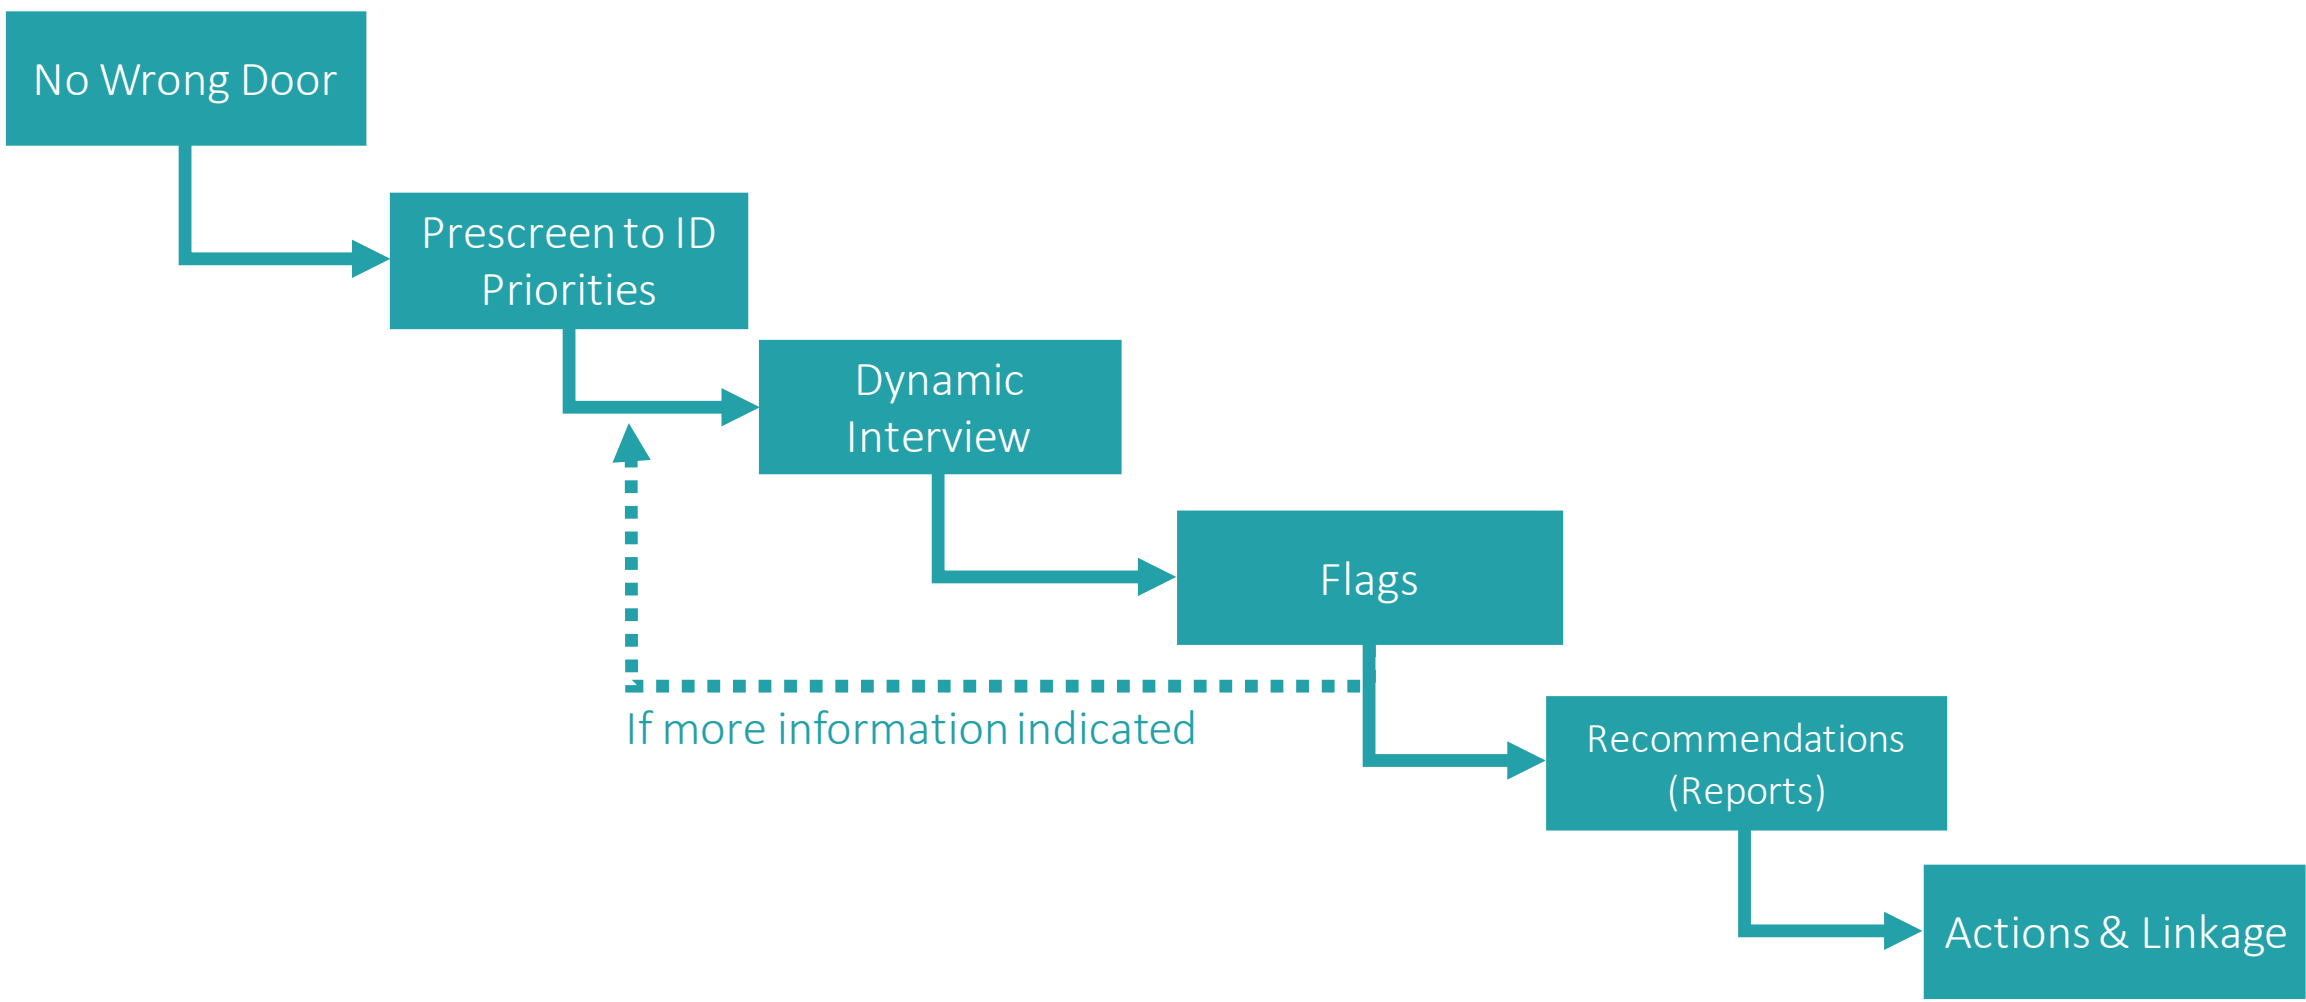 No Wrong Door
Prescreen to ID
Priorities
Dynamic
Interview
Flags
If more information indicated
Recommendations
(Reports)
Actions & Linkage